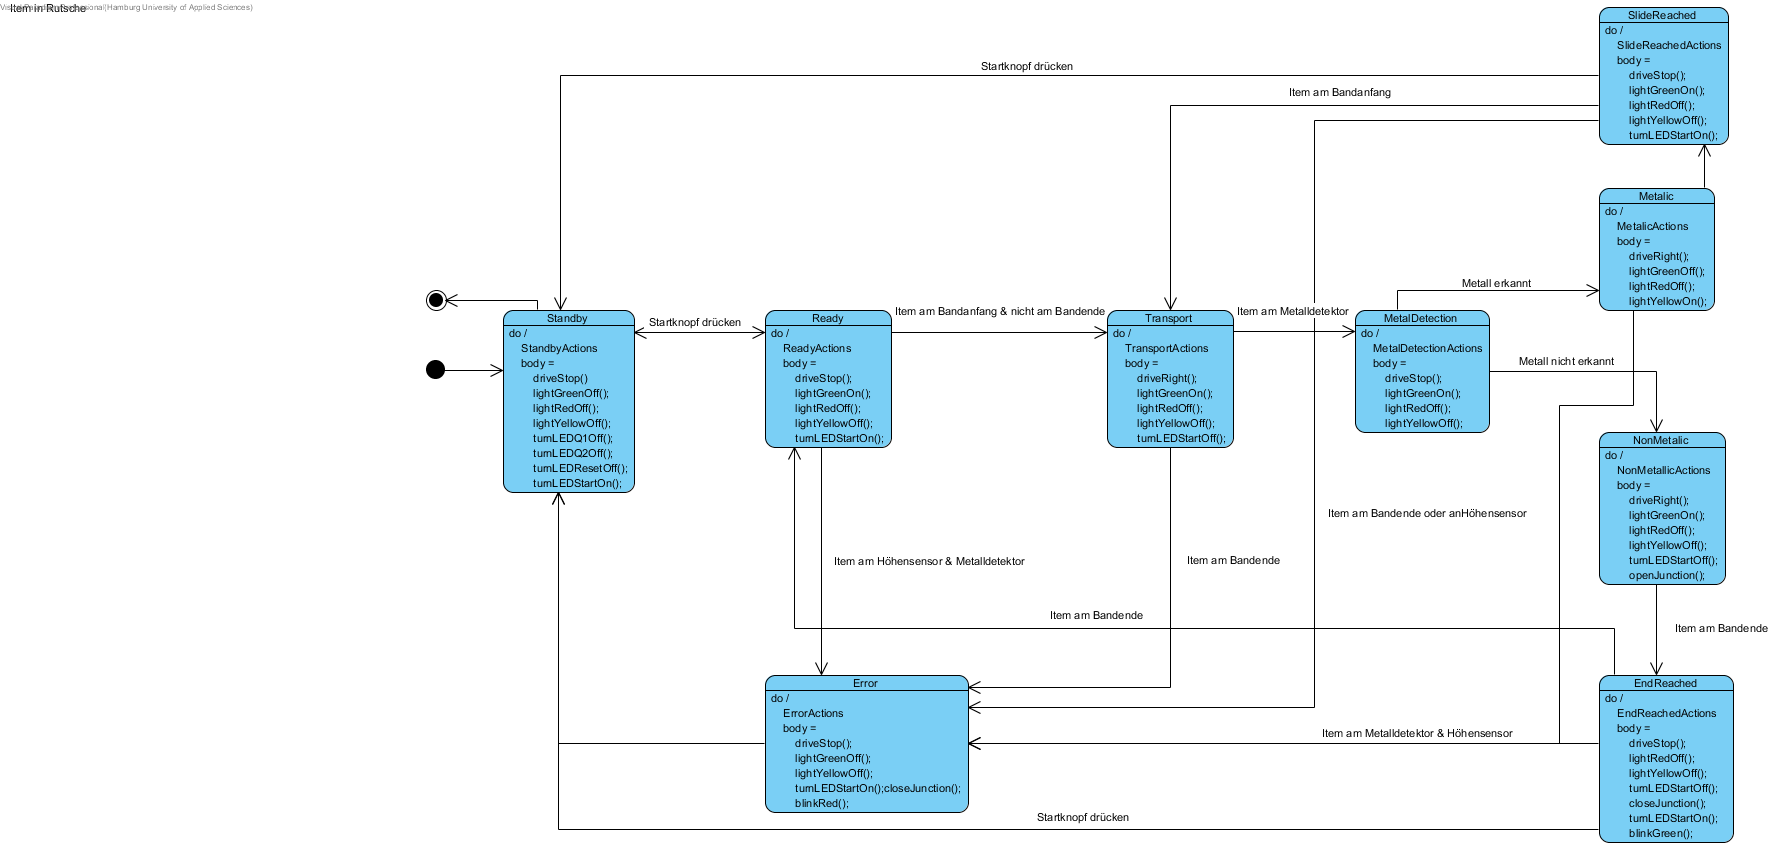 Item in Rutsche
Professional(Hamburg University of Applied Sciences)
SlideReached
do /
SlideReachedActions
body =
driveStop();
lightGreenOn();
lightRedOff();
lightYellowOff();
turnLEDStartOn();
Startknopf drücken
Item am Bandanfang
Metalic
do /
MetalicActions
body =
driveRight();
lightGreenOff();
lightRedOff();
lightYellowOn();
Metall erkannt
Standby
do /
StandbyActions
body =
driveStop()
lightGreenOff();
lightRedOff();
lightYellowOff();
turnLEDQ1Off();
turnLEDQ2Off();
turnLEDResetOff();
turnLEDStartOn();
Startknopf drücken
Ready
do /
ReadyActions
body =
driveStop();
lightGreenOn();
lightRedOff();
lightYellowOff();
turnLEDStartOn();
Item am Bandanfang & nicht am Bandende
Transport
do /
TransportActions
body =
driveRight();
lightGreenOn();
lightRedOff();
lightYellowOff();
turnLEDStartOff();
Item am Metalldetektor
MetalDetection
do /
MetalDetectionActions
body =
driveStop();
lightGreenOn();
lightRedOff();
lightYellowOff();
Metall nicht erkannt
NonMetalic
do /
NonMetallicActions
body =
driveRight();
lightGreenOn();
lightRedOff();
lightYellowOff();
turnLEDStartOff();
openJunction();
Item am Bandende oder anHöhensensor
Item am Höhensensor & Metalldetektor
Item am Bandende
Item am Bandende
Item am Bandende
Error
do /
ErrorActions
body =
driveStop();
lightGreenOff();
lightYellowOff();
turnLEDStartOn();closeJunction();
blinkRed();
Item am Metalldetektor & Höhensensor
EndReached
do /
EndReachedActions
body =
driveStop();
lightRedOff();
lightYellowOff();
turnLEDStartOff();
closeJunction();
turnLEDStartOn();
blinkGreen();
Startknopf drücken